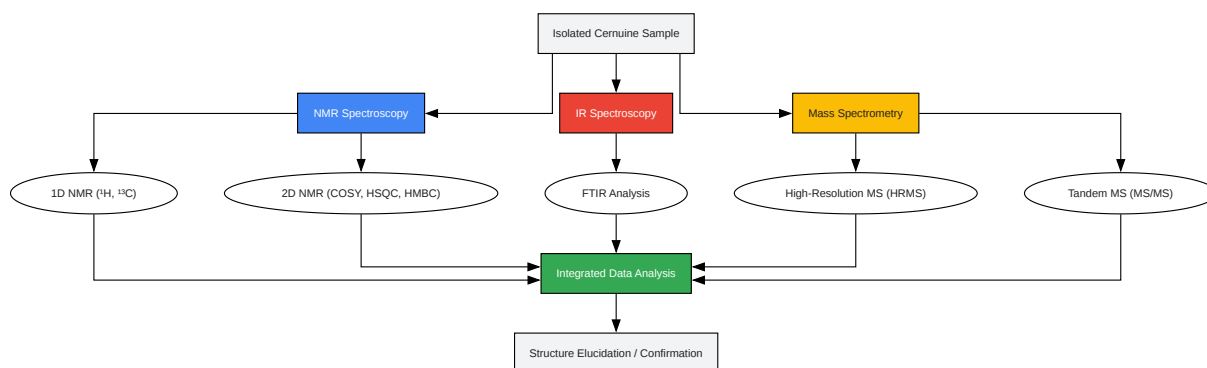 Isolated Cernuine Sample
NMR Spectroscopy
IR Spectroscopy
Mass Spectrometry
1D NMR (¹H, ¹³C)
2D NMR (COSY, HSQC, HMBC)
FTIR Analysis
High-Resolution MS (HRMS)
Tandem MS (MS/MS)
Integrated Data Analysis
Structure Elucidation / Confirmation